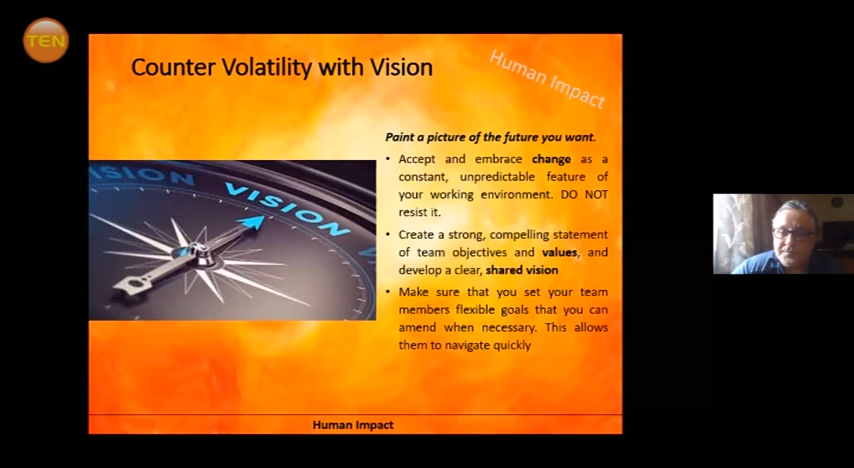 TEN
Counter Volatility with Vision
Human Impact
ISION
VISION
V
Paint a picture of the future you want.
• Accept and embrace change as a
constant, unpredictable feature of
your working environment. DO NOT
resist it.
• Create a strong, compelling statement
of team objectives and values, and
develop a clear, shared vision
• Make sure that you set your team
members flexible goals that you can
amend when necessary. This allows
them to navigate quickly
Human Impact